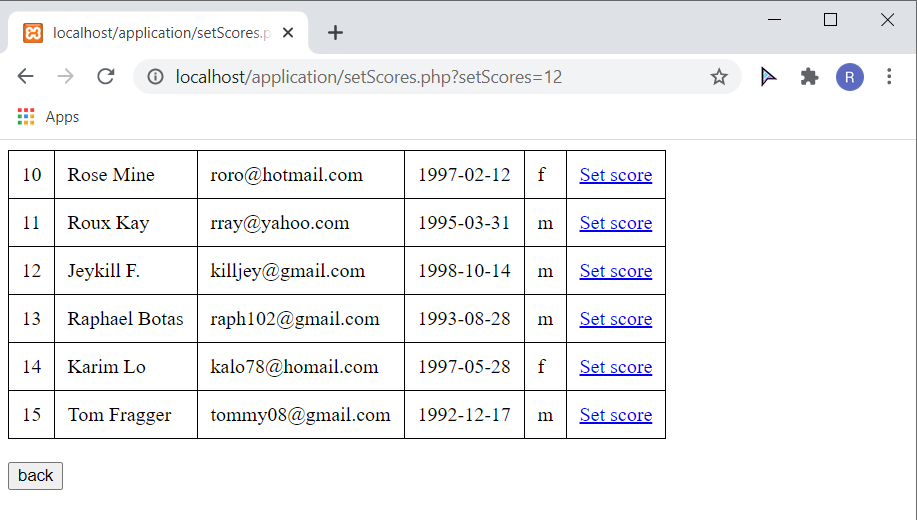 localhost/application/setScores.p
localhost/application/setScores.php?setScores=12
R
Apps
10 Rose Mine roro@hotmail.com 1997-02-12 f Set score
11 Roux Kay rray@yahoo.com 1995-03-31 m Set score
12 Jeykill F. killjey@gmail.com 1998-10-14 m Set score
13 Raphael Botas raph102@gmail.com 1993-08-28 m Set score
14 Karim Lo kalo78@homail.com 1997-05-28 f Set score
15 Tom Fragger tommy08@gmail.com 1992-12-17 m Set score
back